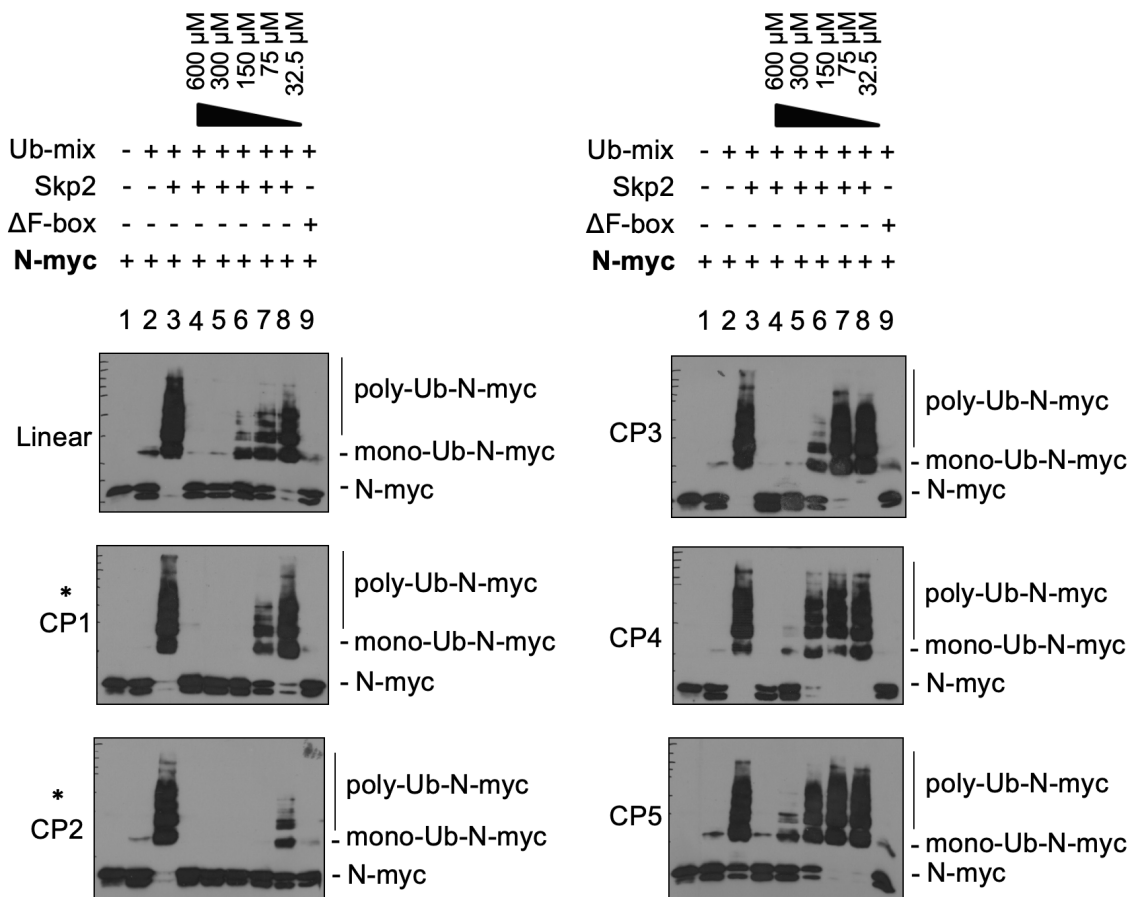 600 µM
300 µM
150 µM
75 µM
32.5 µM
Ub-mix - + + + + + + + +
Skp2 - - + + + + + + -
ΔF-box - - - - - - - - +
N-myc + + + + + + + + +
1 2 3 4 5 6 7 8 9
Linear
poly-Ub-N-myc
- mono-Ub-N-myc
- N-myc
*
CP1
poly-Ub-N-myc
- mono-Ub-N-myc
- N-myc
*
CP2
poly-Ub-N-myc
- mono-Ub-N-myc
- N-myc
600 µM
300 µM
150 µM
75 µM
32.5 µM
Ub-mix - + + + + + + + +
Skp2 - - + + + + + + -
ΔF-box - - - - - - - - +
N-myc + + + + + + + + +
1 2 3 4 5 6 7 8 9
CP3
poly-Ub-N-myc
- mono-Ub-N-myc
- N-myc
CP4
poly-Ub-N-myc
- mono-Ub-N-myc
- N-myc
CP5
poly-Ub-N-myc
- mono-Ub-N-myc
- N-myc